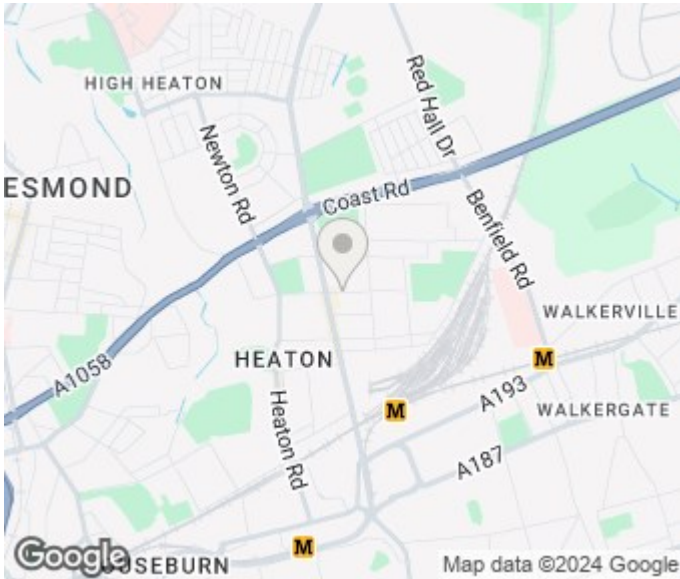 HIGH HEATON
Red Hall Dr
Newton Rd
ESMOND
Coast Rd
Benfield Rd
WALKERVILLE
HEATON
M
A1058
A193
M
WALKERGATE
Heaton Rd
A187
M
OUSEBURN
Google
Map data ©2024 Google